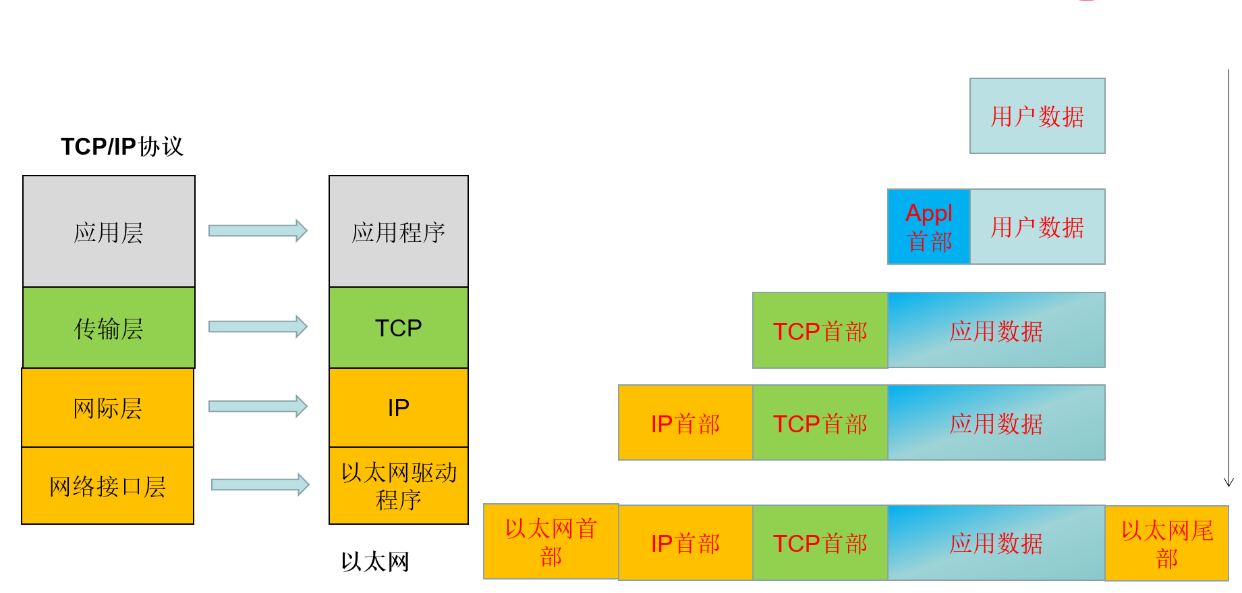 TCP/IP协议
应用层
传输层
网际层
网络接口层
应用程序
TCP
IP
以太网驱动
程序
以太网
用户数据
Appl
首部
用户数据
TCP首部
应用数据
IP首部
TCP首部
应用数据
以太网首
部
IP首部
TCP首部
应用数据
以太网尾
部